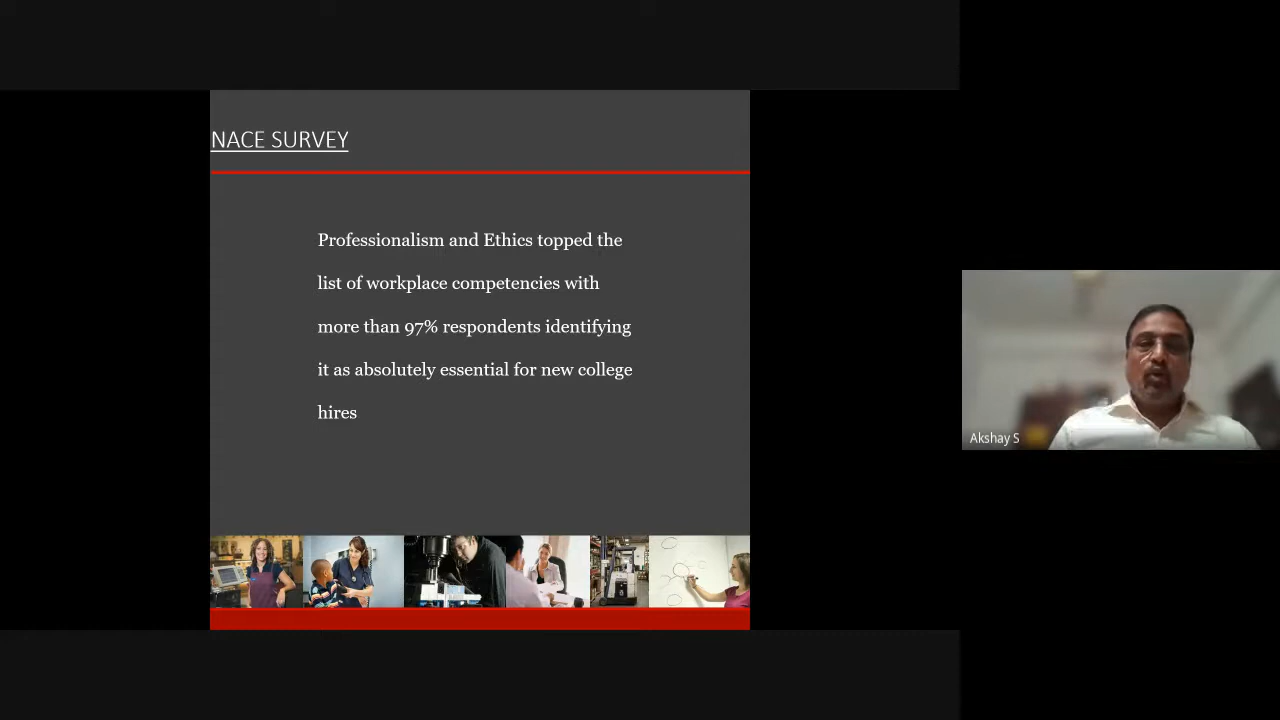 NACE SURVEY
Professionalism and Ethics topped the
list of workplace competencies with
more than 97% respondents identifying
it as absolutely essential for new college
hires
Akshay S